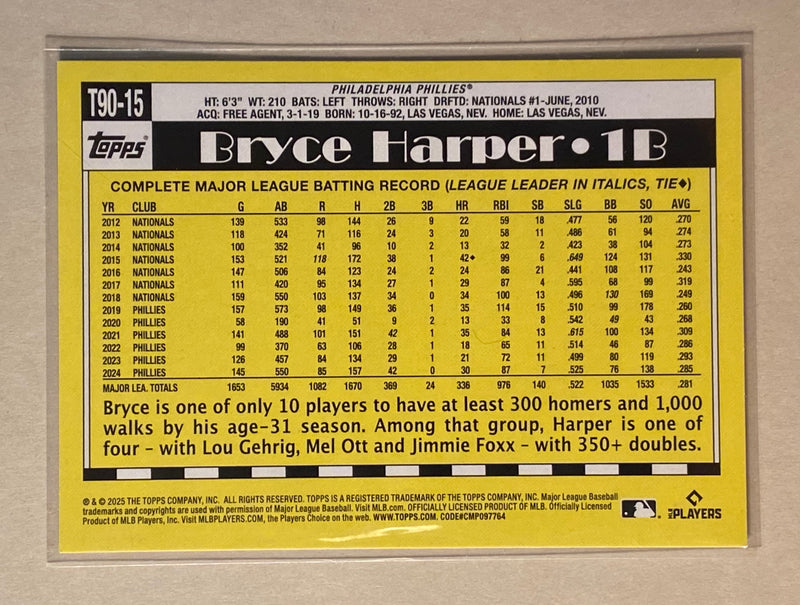 T90-15
PHILADELPHIA PHILLIES®
HT: 6'3" WT: 210 BATS: LEFT THROWS: RIGHT DRFTD: NATIONALS #1-JUNE, 2010
ACQ: FREE AGENT, 3-1-19 BORN: 10-16-92, LAS VEGAS, NEV. HOME: LAS VEGAS, NEV.
Topps Bryce Harper • 1B
COMPLETE MAJOR LEAGUE BATTING RECORD (LEAGUE LEADER IN ITALICS, TIE♦)
YR CLUB G AB R H 2B 3B HR RBI SB SLG BB SO AVG
2012 NATIONALS 139 533 98 144 26 9 22 59 18 .477 56 120 .270
2013 NATIONALS 118 424 71 116 24 3 20 58 11 .486 61 94 .274
2014 NATIONALS 100 352 41 96 10 2 13 32 2 .423 38 104 .273
2015 NATIONALS 153 521 118 172 38 1 42♦ 99 6 .649 124 131 .330
2016 NATIONALS 147 506 84 123 24 2 24 86 21 .441 108 117 .243
2017 NATIONALS 111 420 95 134 27 1 29 87 4 .595 68 99 .319
2018 NATIONALS 159 550 103 137 34 0 34 100 13 .496 130 169 .249
2019 PHILLIES 157 573 98 149 36 1 35 114 15 .510 99 178 .260
2020 PHILLIES 58 190 41 51 9 2 13 33 8 .542 49 43 .268
2021 PHILLIES 141 488 101 151 42 1 35 84 13 .615 100 134 .309
2022 PHILLIES 99 370 63 106 28 1 18 65 11 .514 46 87 .286
2023 PHILLIES 126 457 84 134 29 1 21 72 11 .499 80 119 .293
2024 PHILLIES 145 550 85 157 42 0 30 87 7 .525 76 138 .285
MAJOR LEA. TOTALS 1653 5934 1082 1670 369 24 336 976 140 .522 1035 1533 .281
Bryce is one of only 10 players to have at least 300 homers and 1,000
walks by his age-31 season. Among that group, Harper is one of
four – with Lou Gehrig, Mel Ott and Jimmie Foxx – with 350+ doubles.
® & © 2025 THE TOPPS COMPANY, INC. ALL RIGHTS RESERVED. TOPPS IS A REGISTERED TRADEMARK OF THE TOPPS COMPANY, INC. Major League Baseball
trademarks and copyrights are used with permission of Major League Baseball. Visit MLB.com. OFFICIALLY LICENSED PRODUCT OF MLB. Officially Licensed
Product of MLB Players, Inc. Visit MLBPLAYERS.COM, the Players Choice on the web. WWW.TOPPS.COM. CODE#CMP097764
MLB PLAYERS